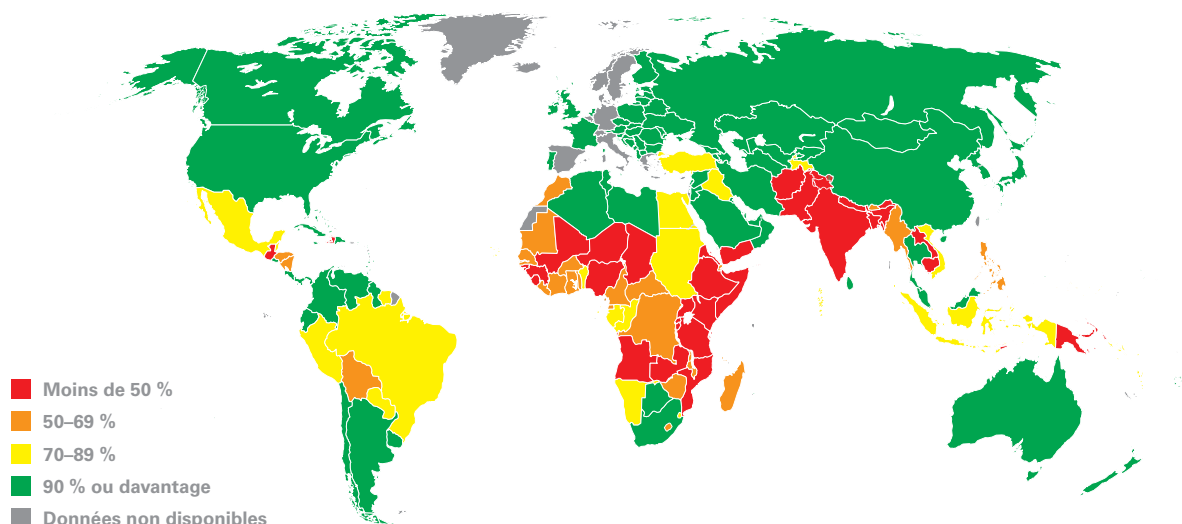 Moins de 50 %
50–69 %
70–89 %
90 % ou davantage
Données non disponibles